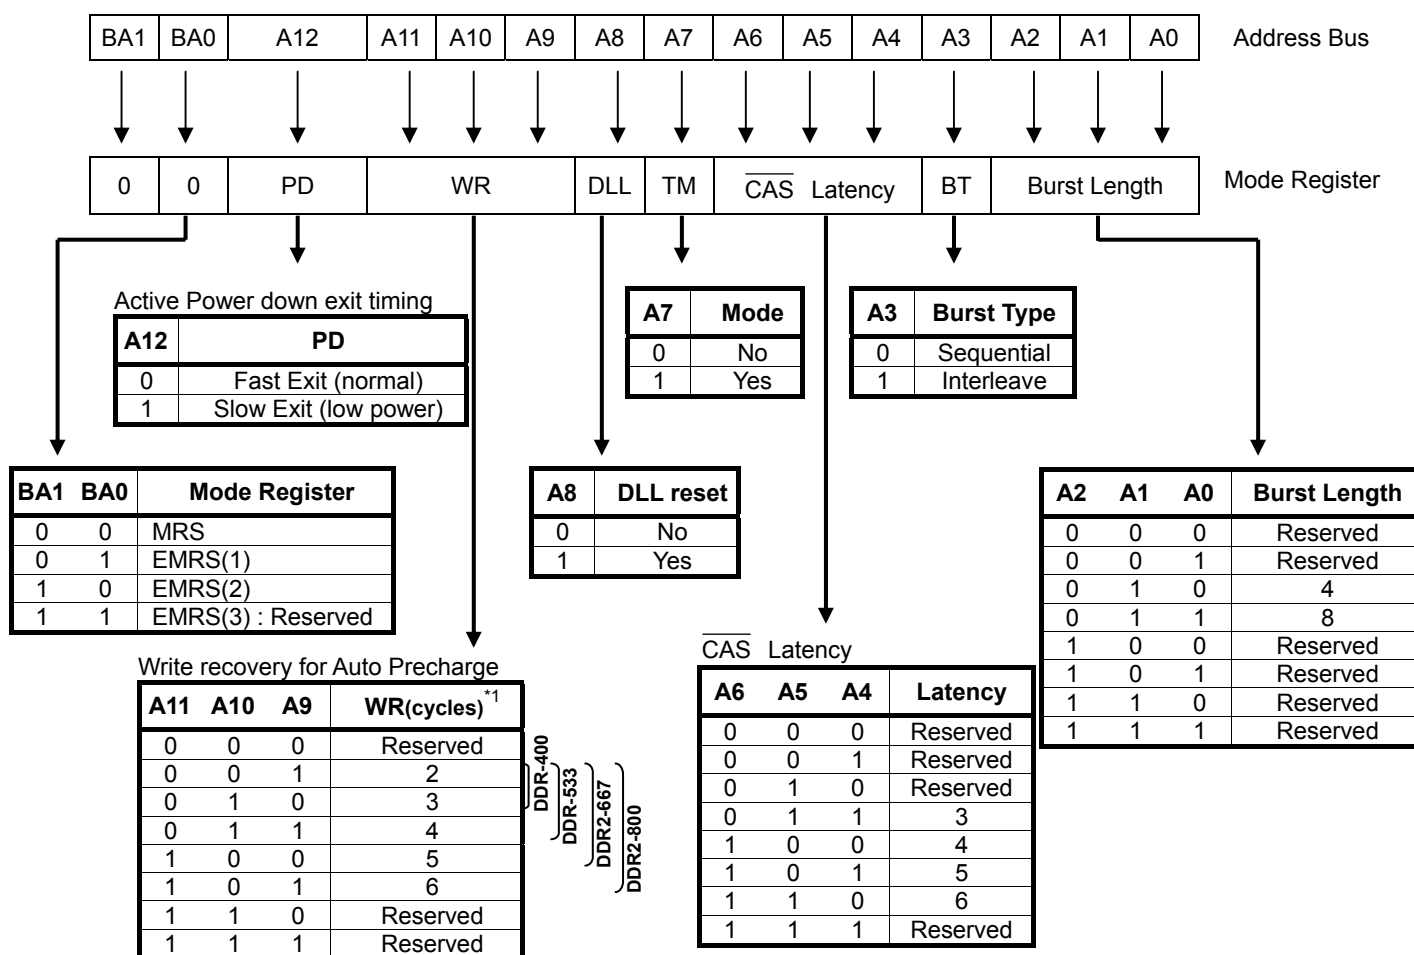 BA1 BA0 A12 A11 A10 A9 A8 A7 A6 A5 A4 A3 A2 A1 A0 Address Bus
0 0 PD WR DLL TM CAS Latency BT Burst Length Mode Register
Active Power down exit timing
A12 PD
0 Fast Exit (normal)
1 Slow Exit (low power)
A7 Mode
0 No
1 Yes
A3 Burst Type
0 Sequential
1 Interleave
BA1 BA0 Mode Register
0 0 MRS
0 1 EMRS(1)
1 0 EMRS(2)
1 1 EMRS(3) : Reserved
A8 DLL reset
0 No
1 Yes
A2 A1 A0 Burst Length
0 0 0 Reserved
0 0 1 Reserved
0 1 0 4
0 1 1 8
1 0 0 Reserved
1 0 1 Reserved
1 1 0 Reserved
1 1 1 Reserved
Write recovery for Auto Precharge
A11 A10 A9 WR(cycles)*1
0 0 0 Reserved
0 0 1 2
0 1 0 3
0 1 1 4
1 0 0 5
1 0 1 6
1 1 0 Reserved
1 1 1 Reserved
DDR-400
DDR-533
DDR2-667
DDR2-800
CAS Latency
A6 A5 A4 Latency
0 0 0 Reserved
0 0 1 Reserved
0 1 0 Reserved
0 1 1 3
1 0 0 4
1 0 1 5
1 1 0 6
1 1 1 Reserved